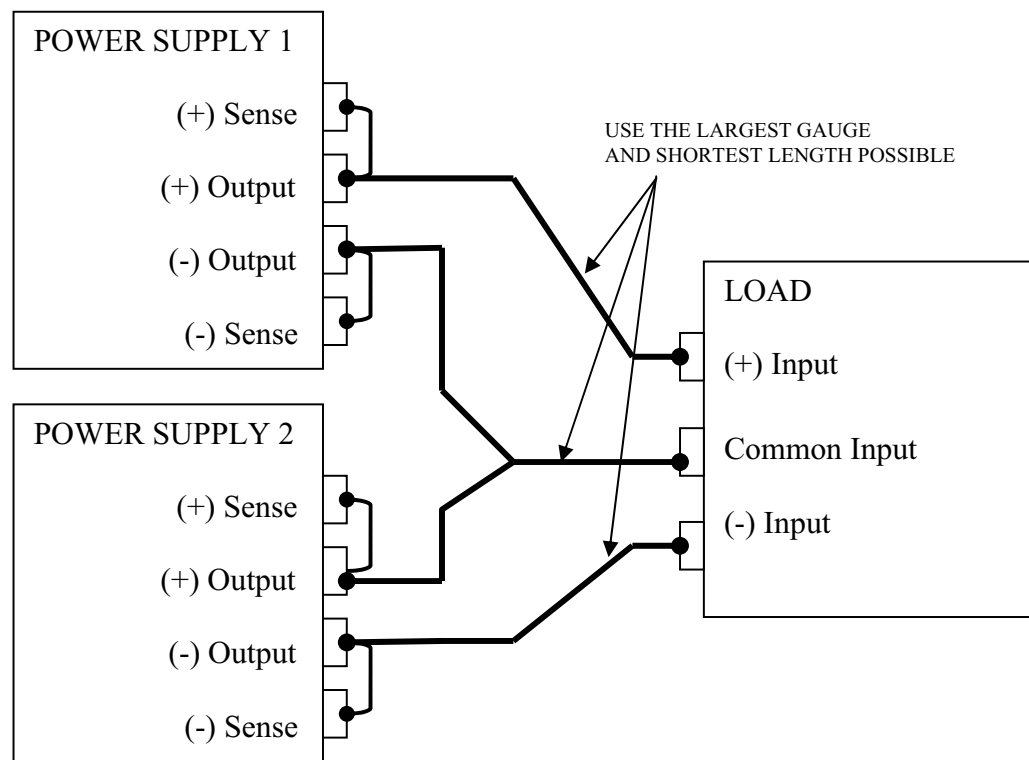 POWER SUPPLY 1
(+) Sense
(+) Output
(-) Output
(-) Sense
USE THE LARGEST GAUGE
AND SHORTEST LENGTH POSSIBLE
LOAD
(+) Input
Common Input
(-) Input
POWER SUPPLY 2
(+) Sense
(+) Output
(-) Output
(-) Sense